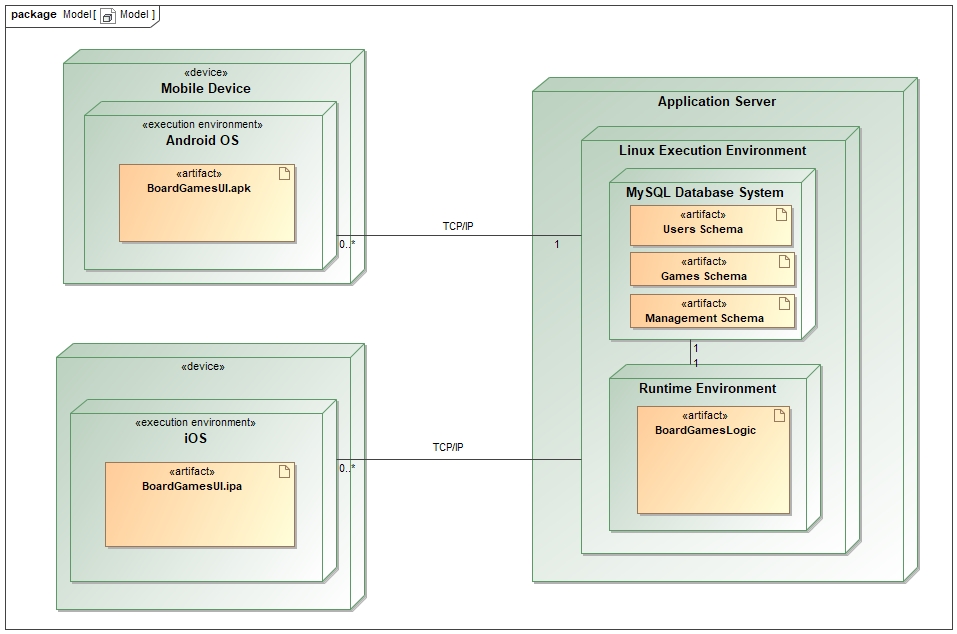 package Model[ Model ]
«device»
Mobile Device
«execution environment»
Android OS
«artifact»
BoardGamesUI.apk
TCP/IP
0..*
1
«device»
«execution environment»
iOS
«artifact»
BoardGamesUI.ipa
TCP/IP
0..*
Application Server
Linux Execution Environment
MySQL Database System
«artifact»
Users Schema
«artifact»
Games Schema
«artifact»
Management Schema
1
1
Runtime Environment
«artifact»
BoardGamesLogic